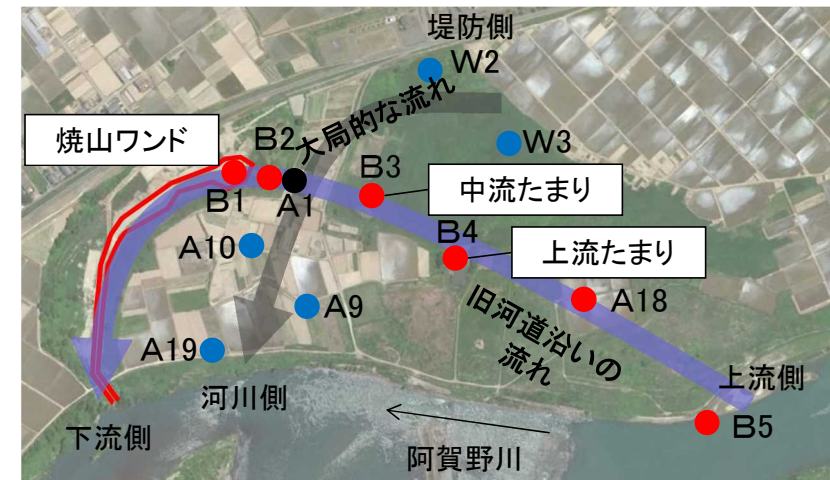 堤防側
W2
大局的な流れ
焼山ワンド
B2
W3
B3
中流たまり
B1
A1
A10
B4
上流たまり
A18
A9
旧河道沿いの
流れ
A19
上流側
河川側
B5
下流側
阿賀野川